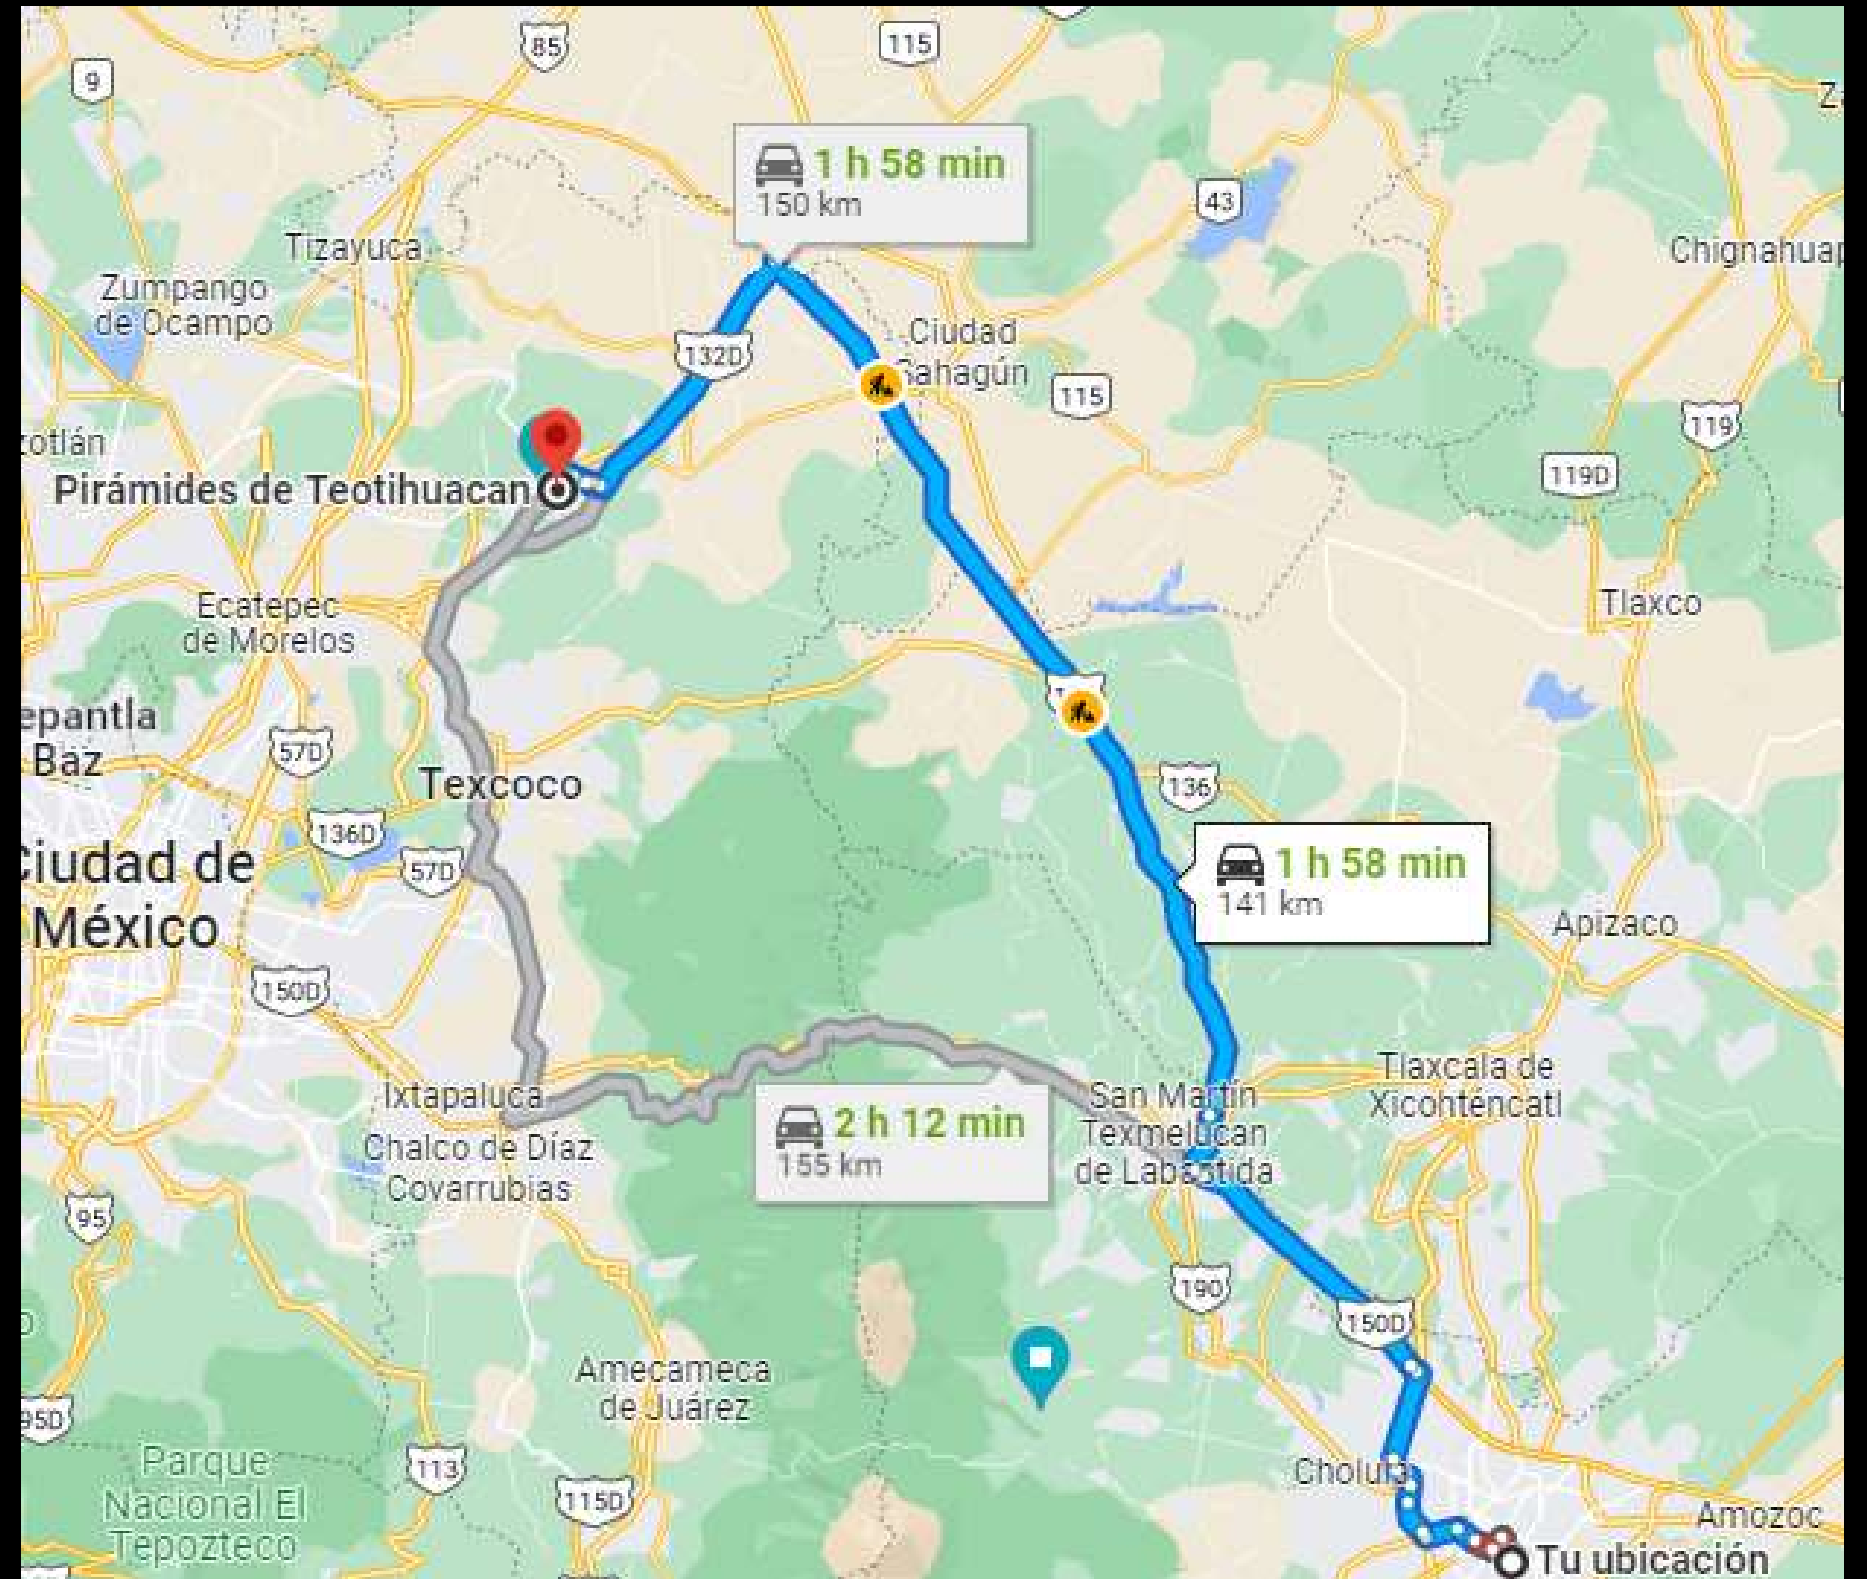 85
115
9
Z
1 h 58 min
150 km
43
Tizayuca
Chignahuap
Zumpango
de Ocampo
132D
Ciudad
Sahagún
115
119
zotlán
119D
Pirámides de Teotihuacan
Ecatepec
de Morelos
Tlaxco
epantla
Baz
57D
Texcoco
136
136D
Ciudad de
México
57D
1 h 58 min
141 km
Apizaco
150D
Ixtapaluca
San Martín
Texmelucan
de Labastida
Tlaxcala de
Xicohténcatl
2 h 12 min
155 km
Chalco de Díaz
Covarrubias
95
190
150D
Amecameca
de Juárez
95D
Parque
Nacional El
Tepozteco
113
115D
Cholula
Amozoc
Tu ubicación